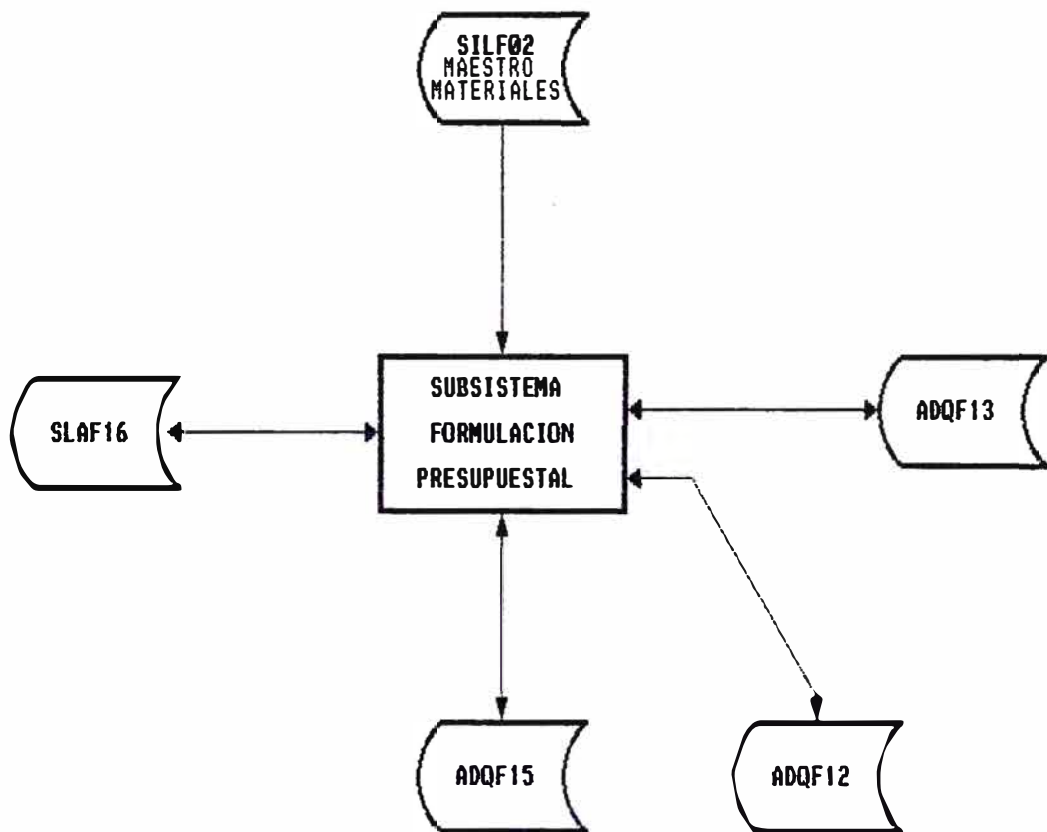 SILF02
MAESTRO
MATERIALES
SUBSISTEMA
FORMULACION
PRESUPUESTAL
SLAF16
ADQF13
ADQF15
ADQF12